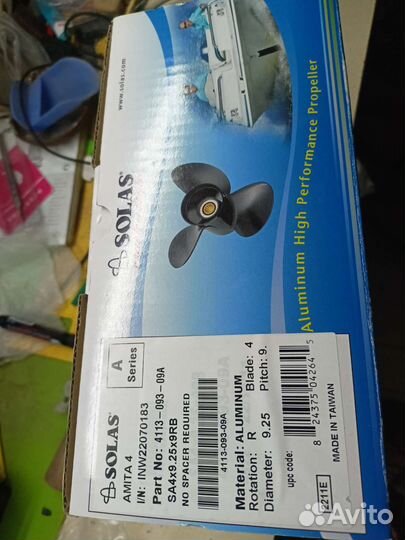 www.solas.com
SOLAS
Aluminum High Performance Propeller
SOLAS
A
Series
AMITA 4
I/N: INW22070183
Part No: 4113-093-09A
SA4x9.25x9RB
NO SPACER REQUIRED
4113-093-09A
Material: ALUMINUM
Rotation: R Blade: 4
Diameter: 9.25 Pitch: 9.
upc code:
8 24375 04264 5
MADE IN TAIWAN
2211E
Avito